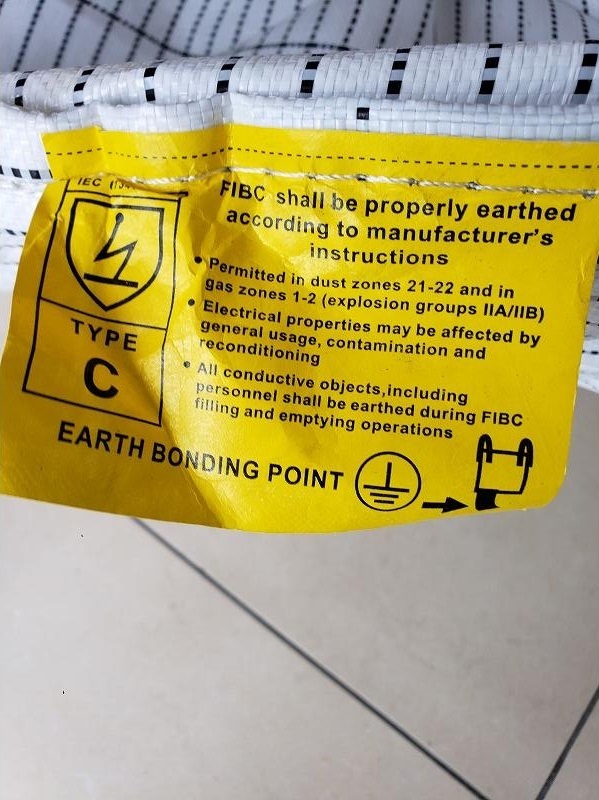 IEC
TYPE
C
FIBC shall be properly earthed
according to manufacturer's
instructions
• Permitted in dust zones 21-22 and in
gas zones 1-2 (explosion groups IIA/IIB)
• Electrical properties may be affected by
general usage, contamination and
reconditioning
• All conductive objects,including
personnel shall be earthed during FIBC
filling and emptying operations
EARTH BONDING POINT